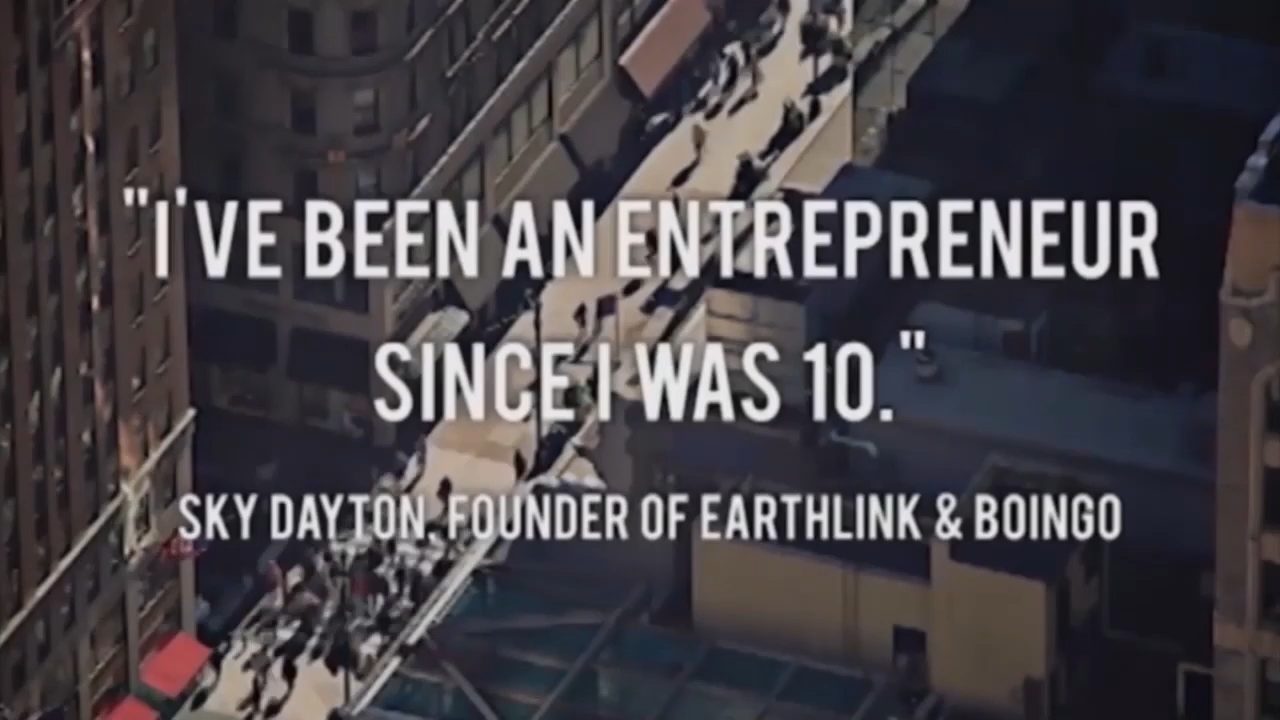 "I'VE BEEN AN ENTREPRENEUR
SINCE I WAS 10."
SKY DAYTON, FOUNDER OF EARTHLINK & BOINGO